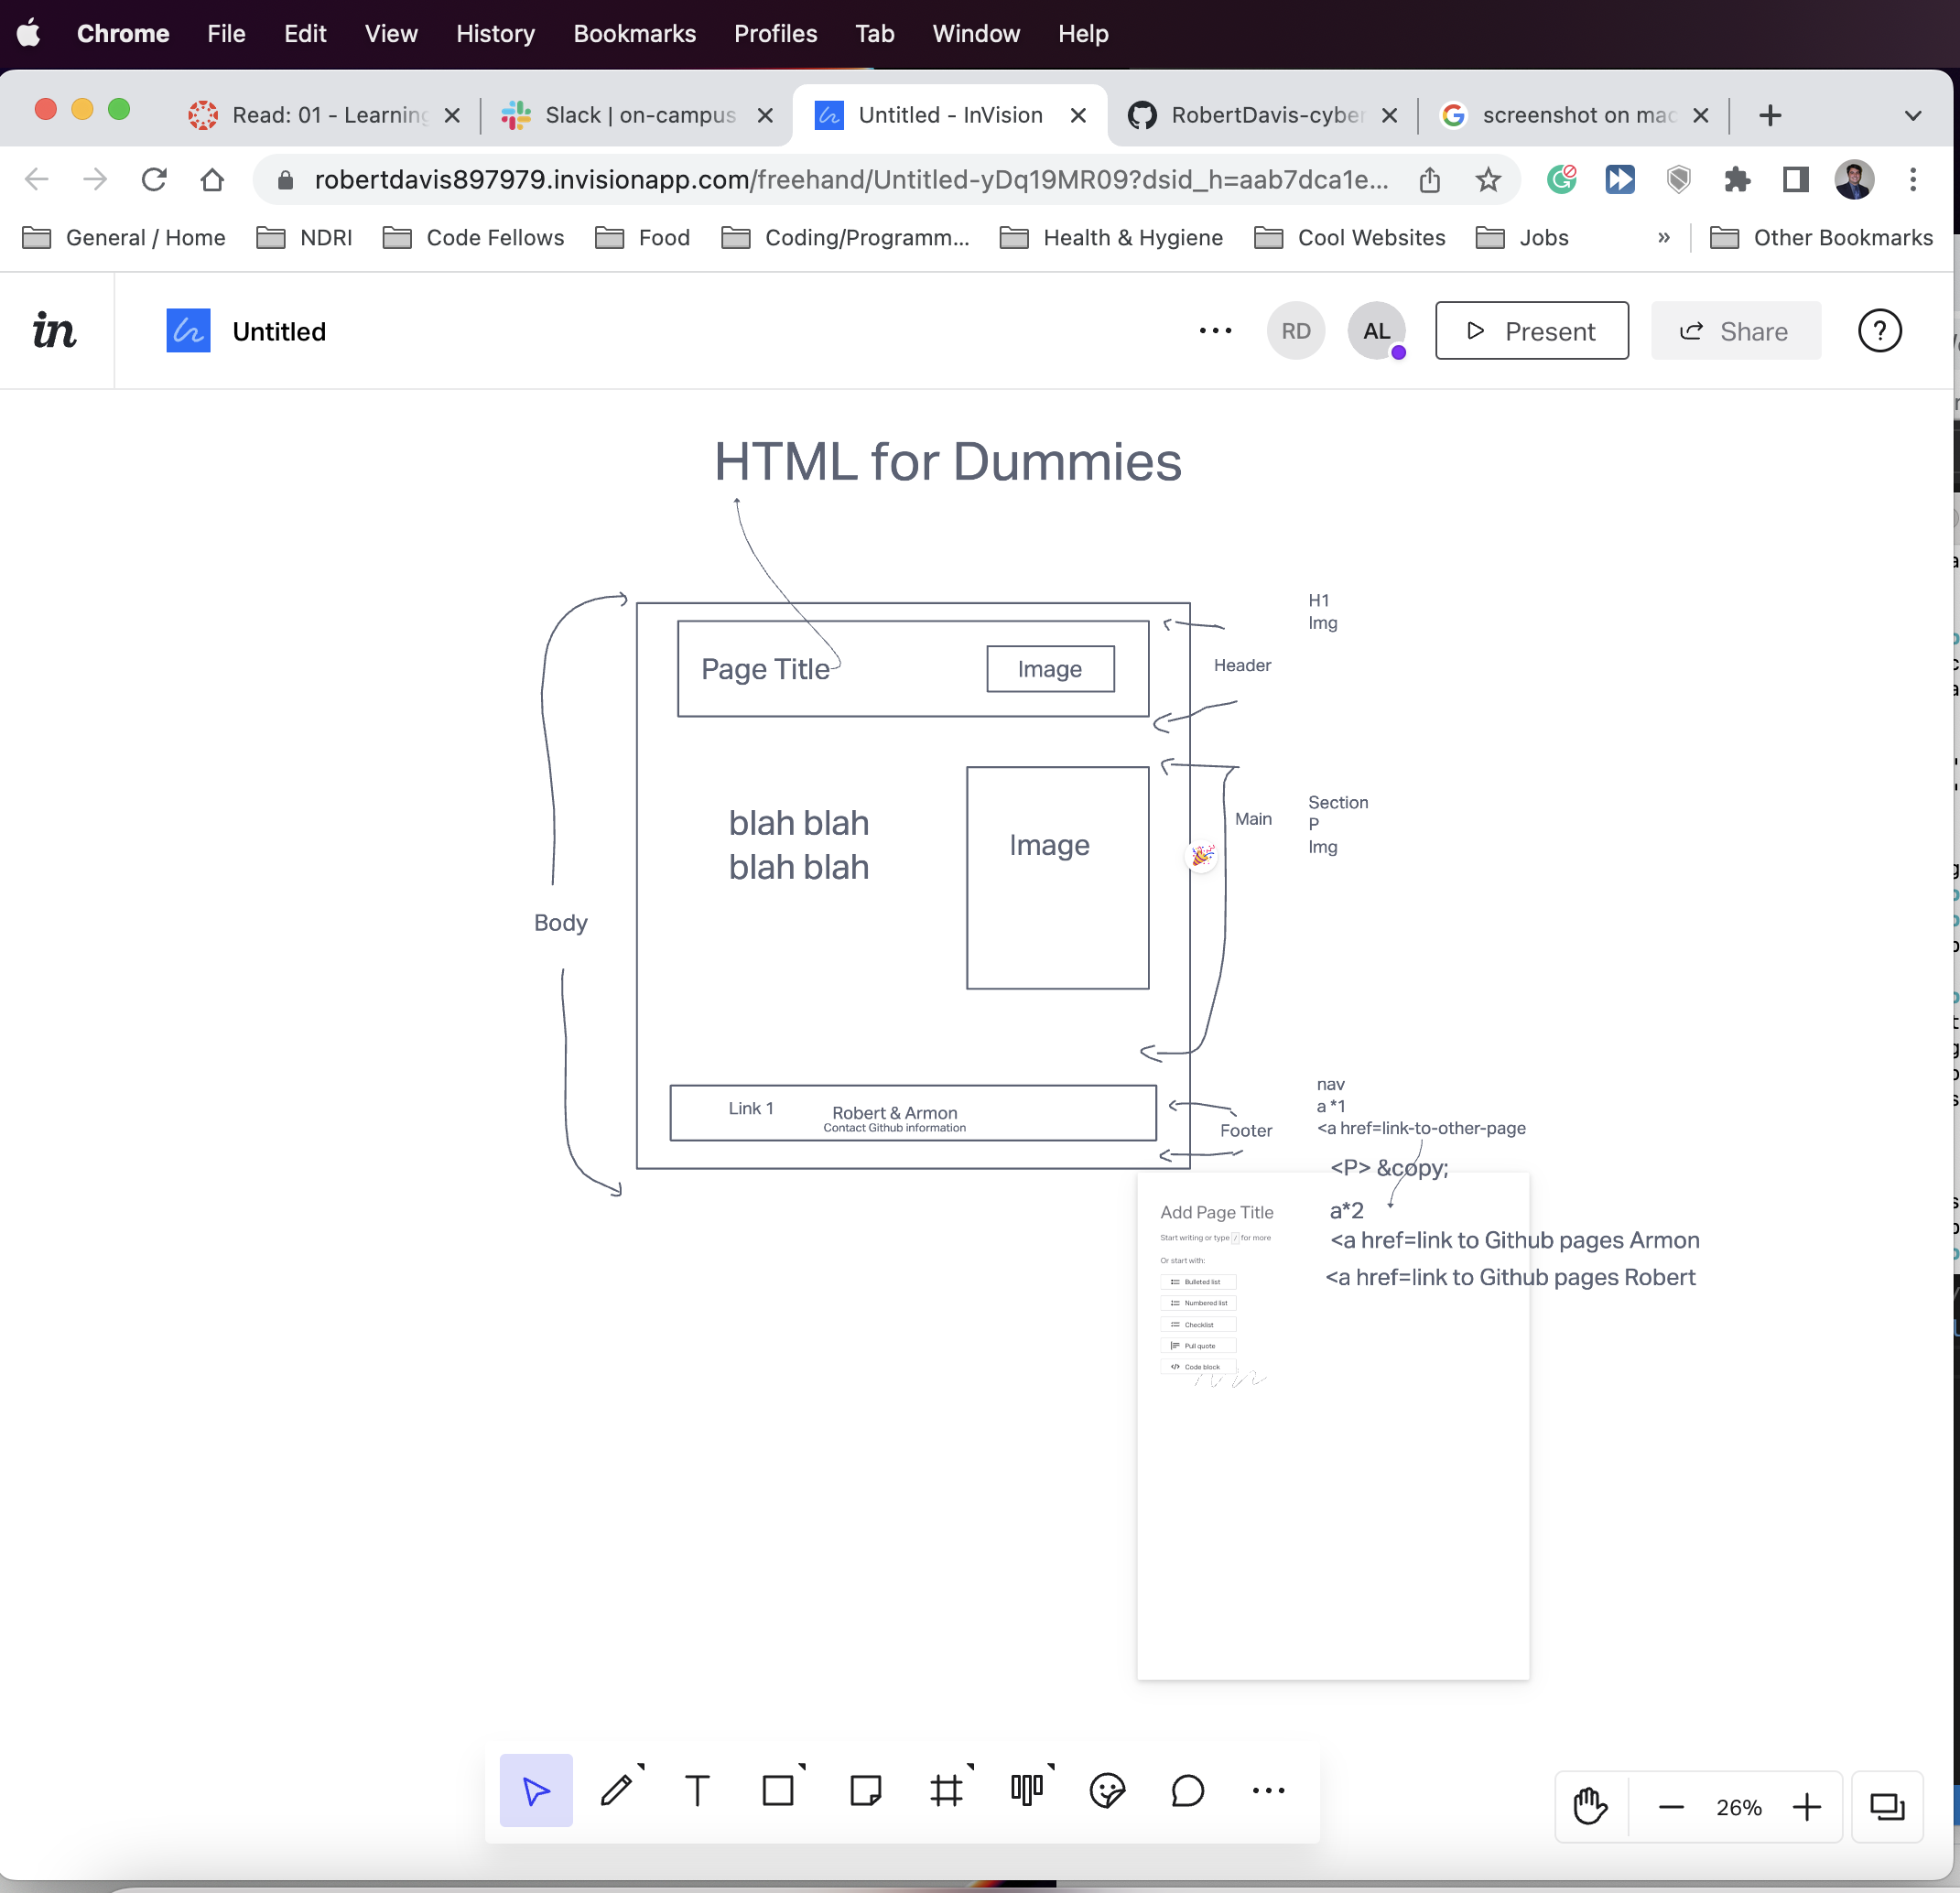 Chrome File Edit View History Bookmarks Profiles Tab Window Help
Read: 01 - Learning
Slack | on-campus
Untitled - InVision
RobertDavis-cyber
screenshot on mac
robertdavis897979.invisionapp.com/freehand/Untitled-yDq19MR09?dsid_h=aab7dca1e...
General / Home NDRI Code Fellows Food Coding/Programm... Health & Hygiene Cool Websites Jobs » Other Bookmarks
in Untitled ... RD AL Present Share ?
HTML for Dummies
H1
Img
Header
Page Title
Image
blah blah
blah blah
Image
Main
Section
P
Img
Body
Link 1
Robert & Armon
Contact Github information
Footer
nav
a *1
<a href=link-to-other-page
<P> &copy;
a*2
<a href=link to Github pages Armon
<a href=link to Github pages Robert
Add Page Title
Start writing or type / for more
Or start with:
Bulleted list
Numbered list
Checklist
Pull quote
Code block
26%